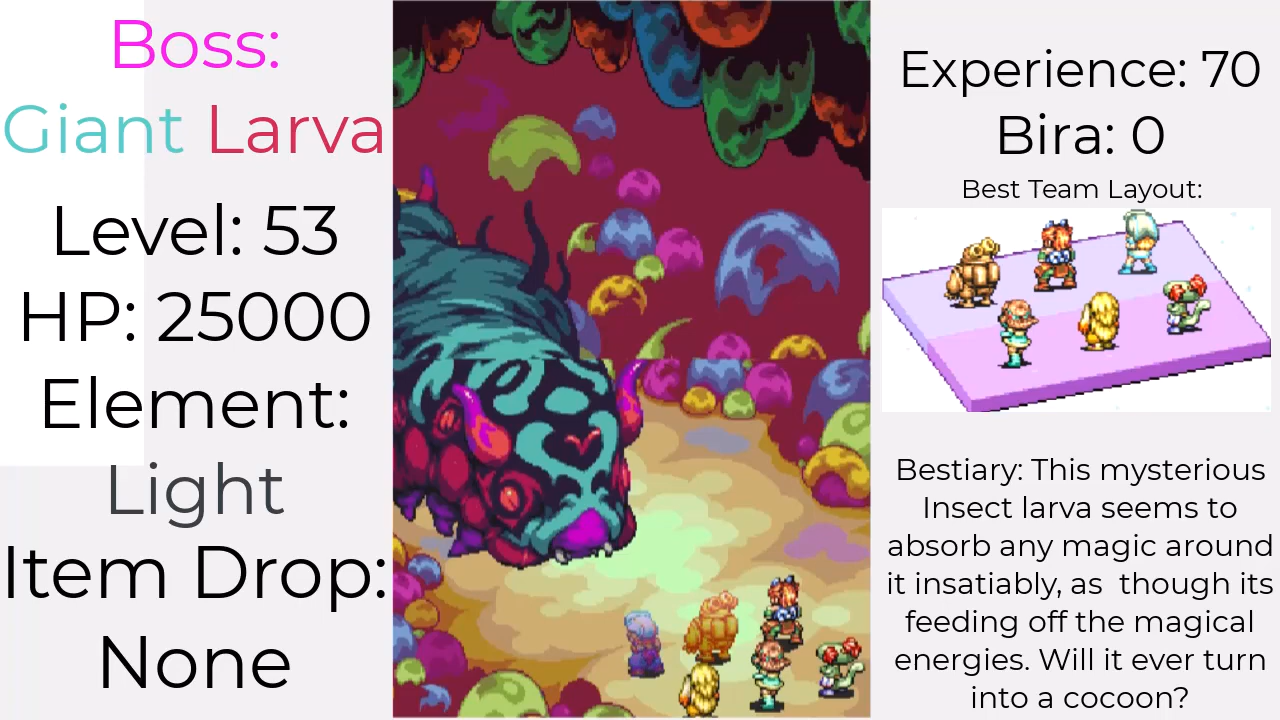 Boss:
Giant Larva
Level: 53
HP: 25000
Element:
Light
Item Drop:
None
Experience: 70
Bira: 0
Best Team Layout:
Bestiary: This mysterious
Insect larva seems to
absorb any magic around
it insatiably, as though its
feeding off the magical
energies. Will it ever turn
into a cocoon?